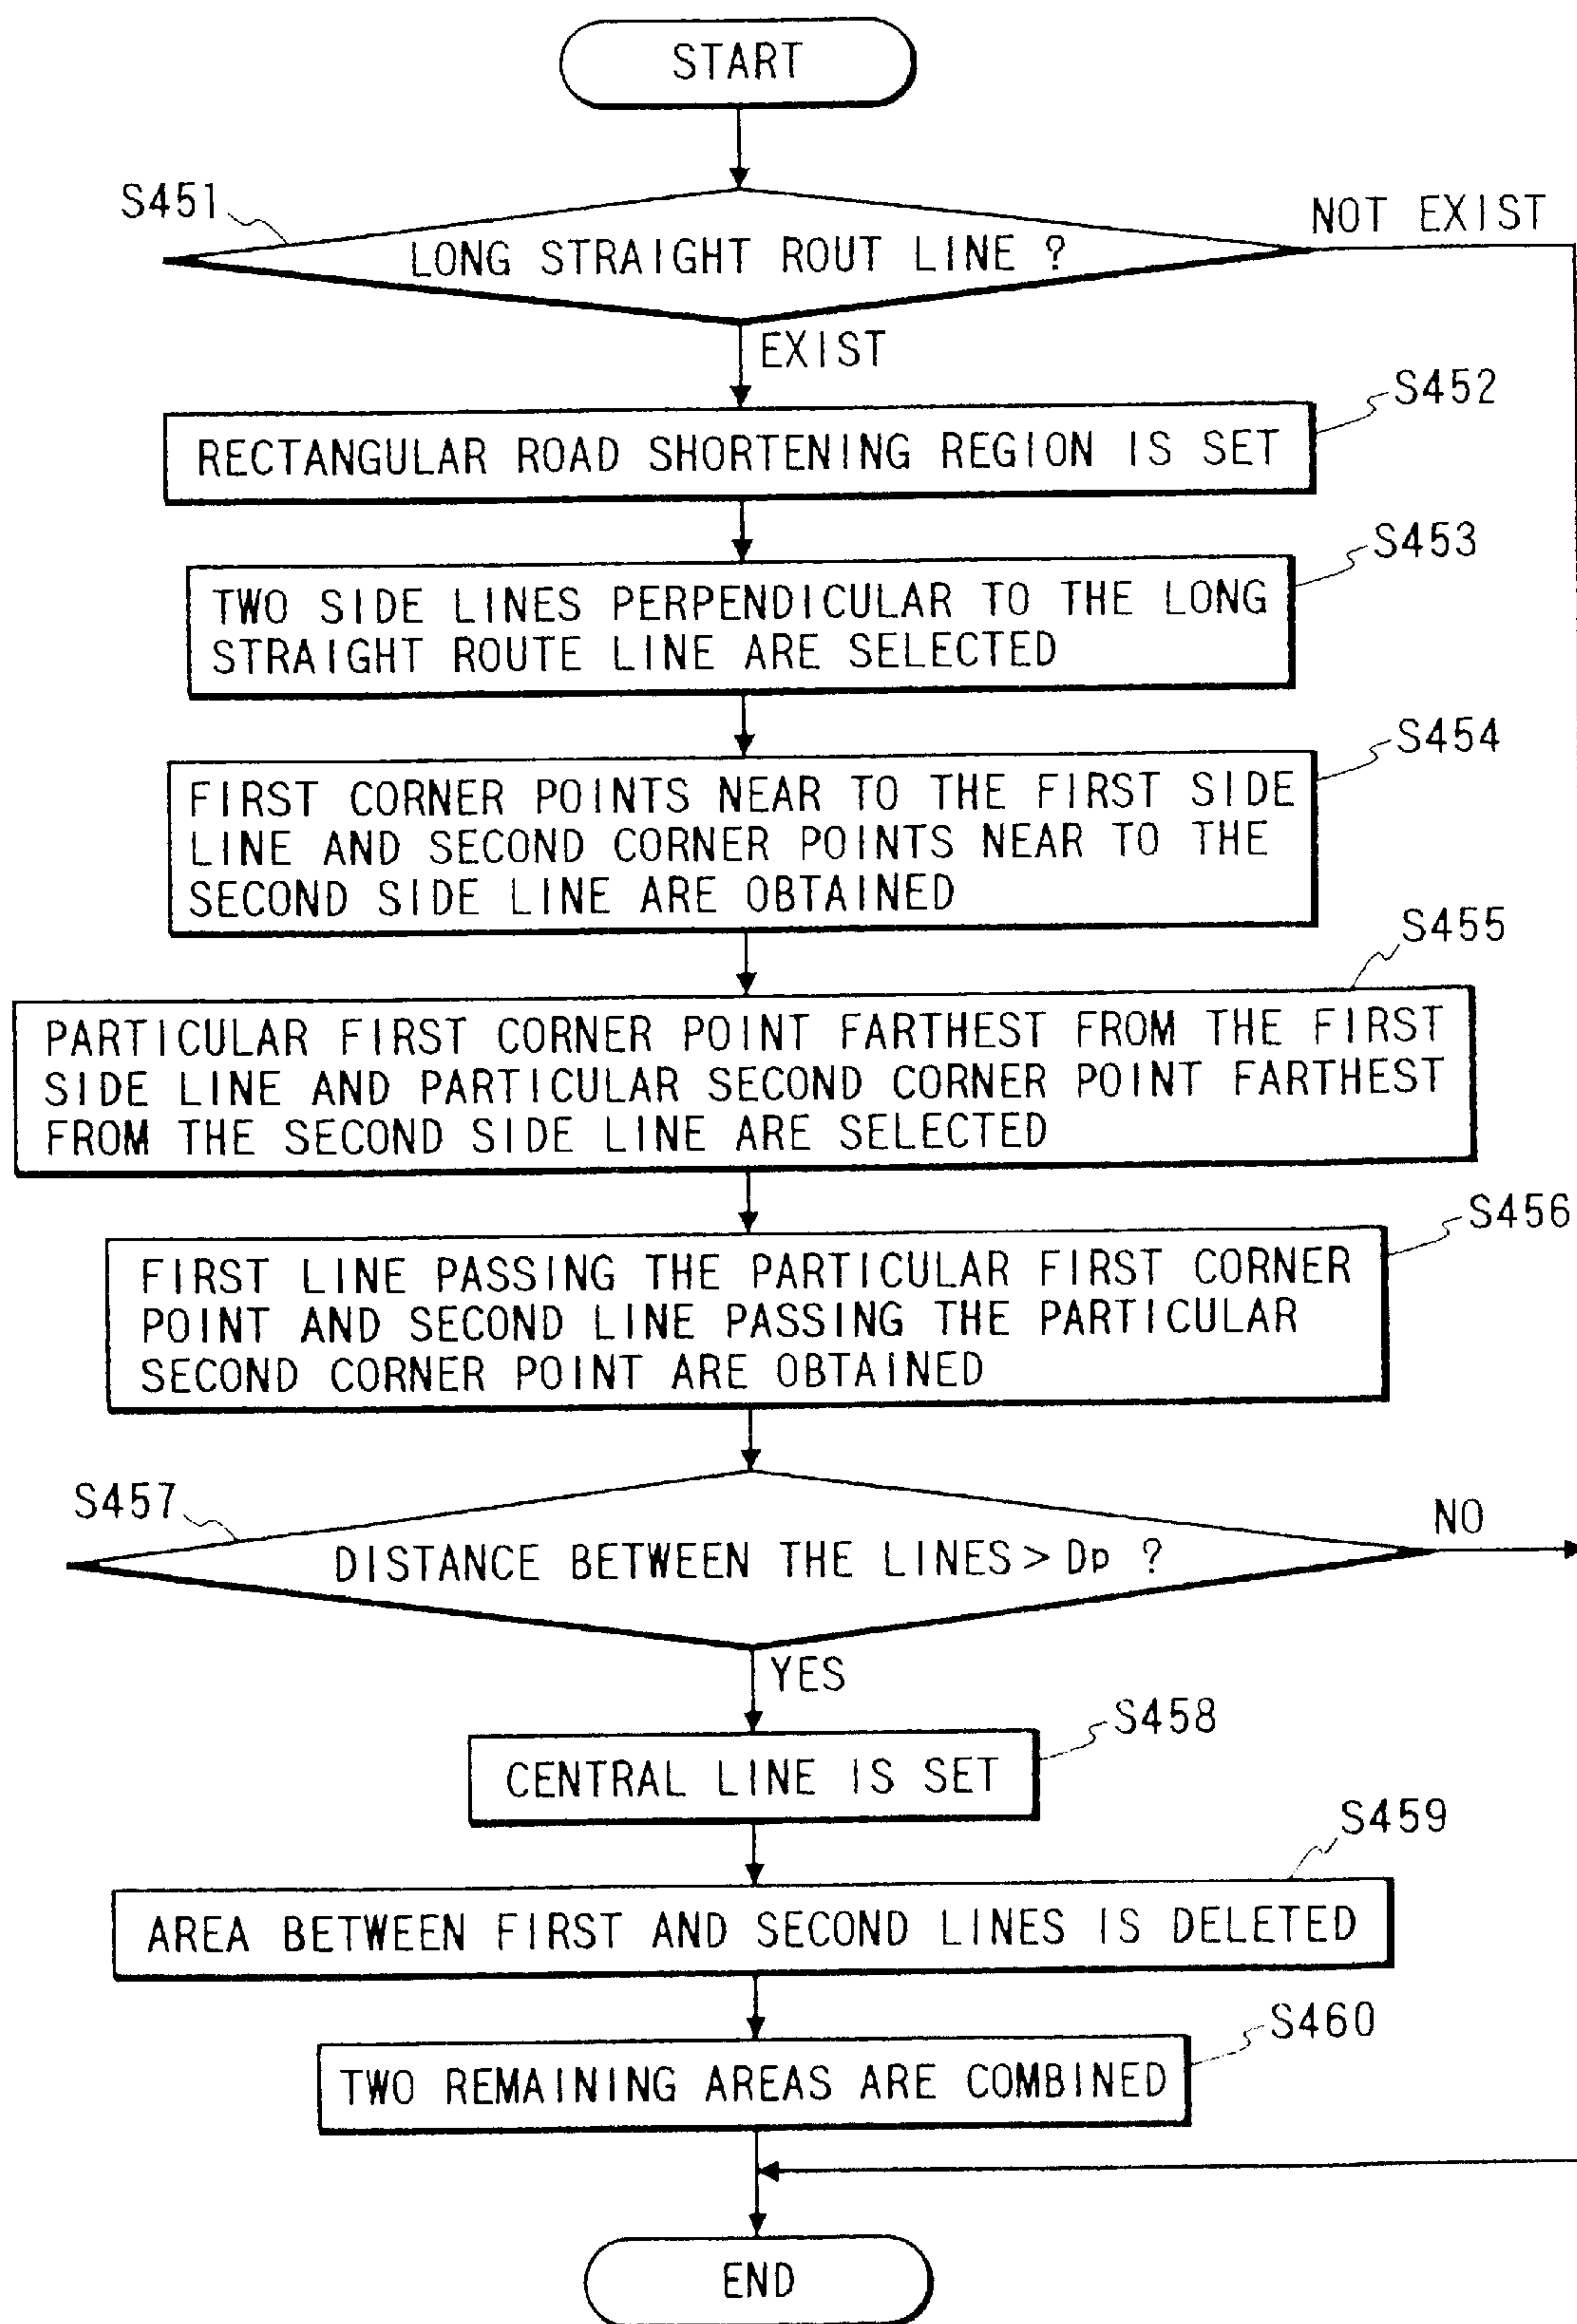 START
S451
NOT EXIST
LONG STRAIGHT ROUT LINE ?
EXIST
S452
RECTANGULAR ROAD SHORTENING REGION IS SET
S453
TWO SIDE LINES PERPENDICULAR TO THE LONG
STRAIGHT ROUTE LINE ARE SELECTED
S454
FIRST CORNER POINTS NEAR TO THE FIRST SIDE
LINE AND SECOND CORNER POINTS NEAR TO THE
SECOND SIDE LINE ARE OBTAINED
S455
PARTICULAR FIRST CORNER POINT FARTHEST FROM THE FIRST
SIDE LINE AND PARTICULAR SECOND CORNER POINT FARTHEST
FROM THE SECOND SIDE LINE ARE SELECTED
S456
FIRST LINE PASSING THE PARTICULAR FIRST CORNER
POINT AND SECOND LINE PASSING THE PARTICULAR
SECOND CORNER POINT ARE OBTAINED
S457
NO
DISTANCE BETWEEN THE LINES > Dp ?
YES
S458
CENTRAL LINE IS SET
S459
AREA BETWEEN FIRST AND SECOND LINES IS DELETED
S460
TWO REMAINING AREAS ARE COMBINED
END